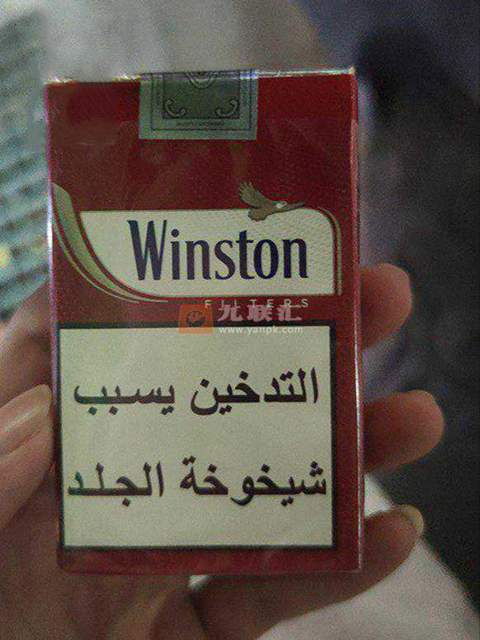 Winston
FILTERS
九联汇
www.yanpk.com
التدخين يسبب
شيخوخة الجلد